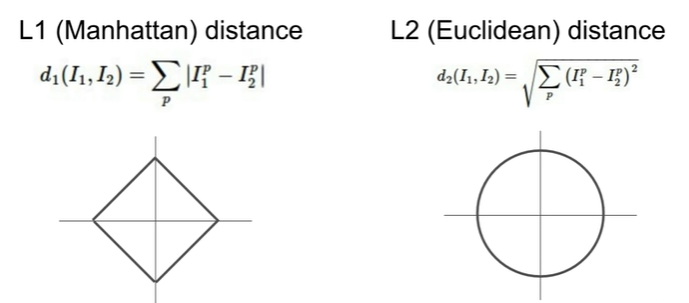 L1 (Manhattan) distance
d₁(I₁, I₂) = ∑ₚ |I₁ᵖ − I₂ᵖ|
L2 (Euclidean) distance
d₂(I₁, I₂) = √(∑ₚ (I₁ᵖ − I₂ᵖ)²)